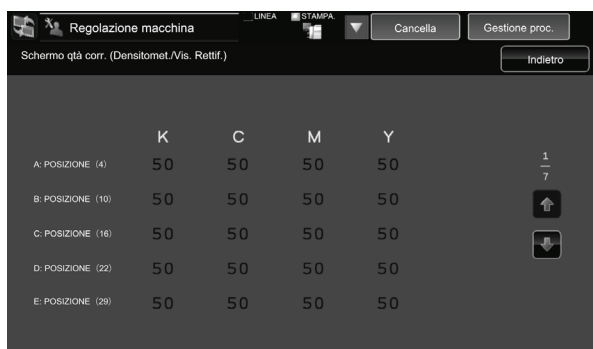 Regolazione macchina LINEA STAMPA. Cancella Gestione proc.
Schermo qtà corr. (Densitomet./Vis. Rettif.) Indietro
K C M Y
A: POSIZIONE (4) 50 50 50 50
1
7
B: POSIZIONE (10) 50 50 50 50
C: POSIZIONE (16) 50 50 50 50
D: POSIZIONE (22) 50 50 50 50
E: POSIZIONE (29) 50 50 50 50